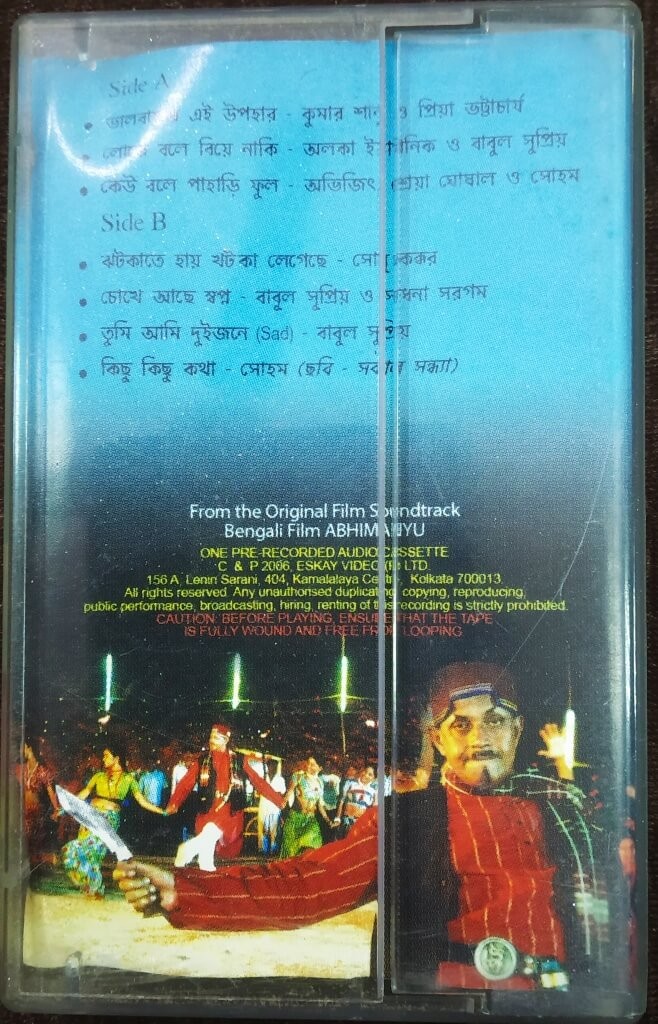 Side A
এই উপহার - কুমার শানু ও প্রিয়া ভট্টাচার্য
বলে বিয়ে নাকি - অলকা ইয়াগনিক ও বাবুল সুপ্রিয়
কেউ বলে পাহাড়ি ফুল - অভিজিৎ, শ্রেয়া ঘোষাল ও সোহম
Side B
ঝটকাতে হায় খটকা লেগেছে - কক্কর
চোখে আছে স্বপ্ন - বাবুল সুপ্রিয় ও সাধনা সরগম
তুমি আমি দুইজনে (Sad) - বাবুল সুপ্রিয়
কিছু কিছু কথা - সোহম (ছবি - সকাল সন্ধ্যা)
From the Original Film Soundtrack
Bengali Film ABHIMANYU
ONE PRE-RECORDED AUDIO CASSETTE
C & P 2006, ESKAY VIDEO (P) LTD.
156 A, Lenin Sarani, 404, Kamalalaya Centre, Kolkata 700013.
All rights reserved. Any unauthorised duplicating, copying, reproducing,
public performance, broadcasting, hiring, renting of this recording is strictly prohibited.
CAUTION: BEFORE PLAYING, ENSURE THAT THE TAPE
IS FULLY WOUND AND FREE FROM LOOPING